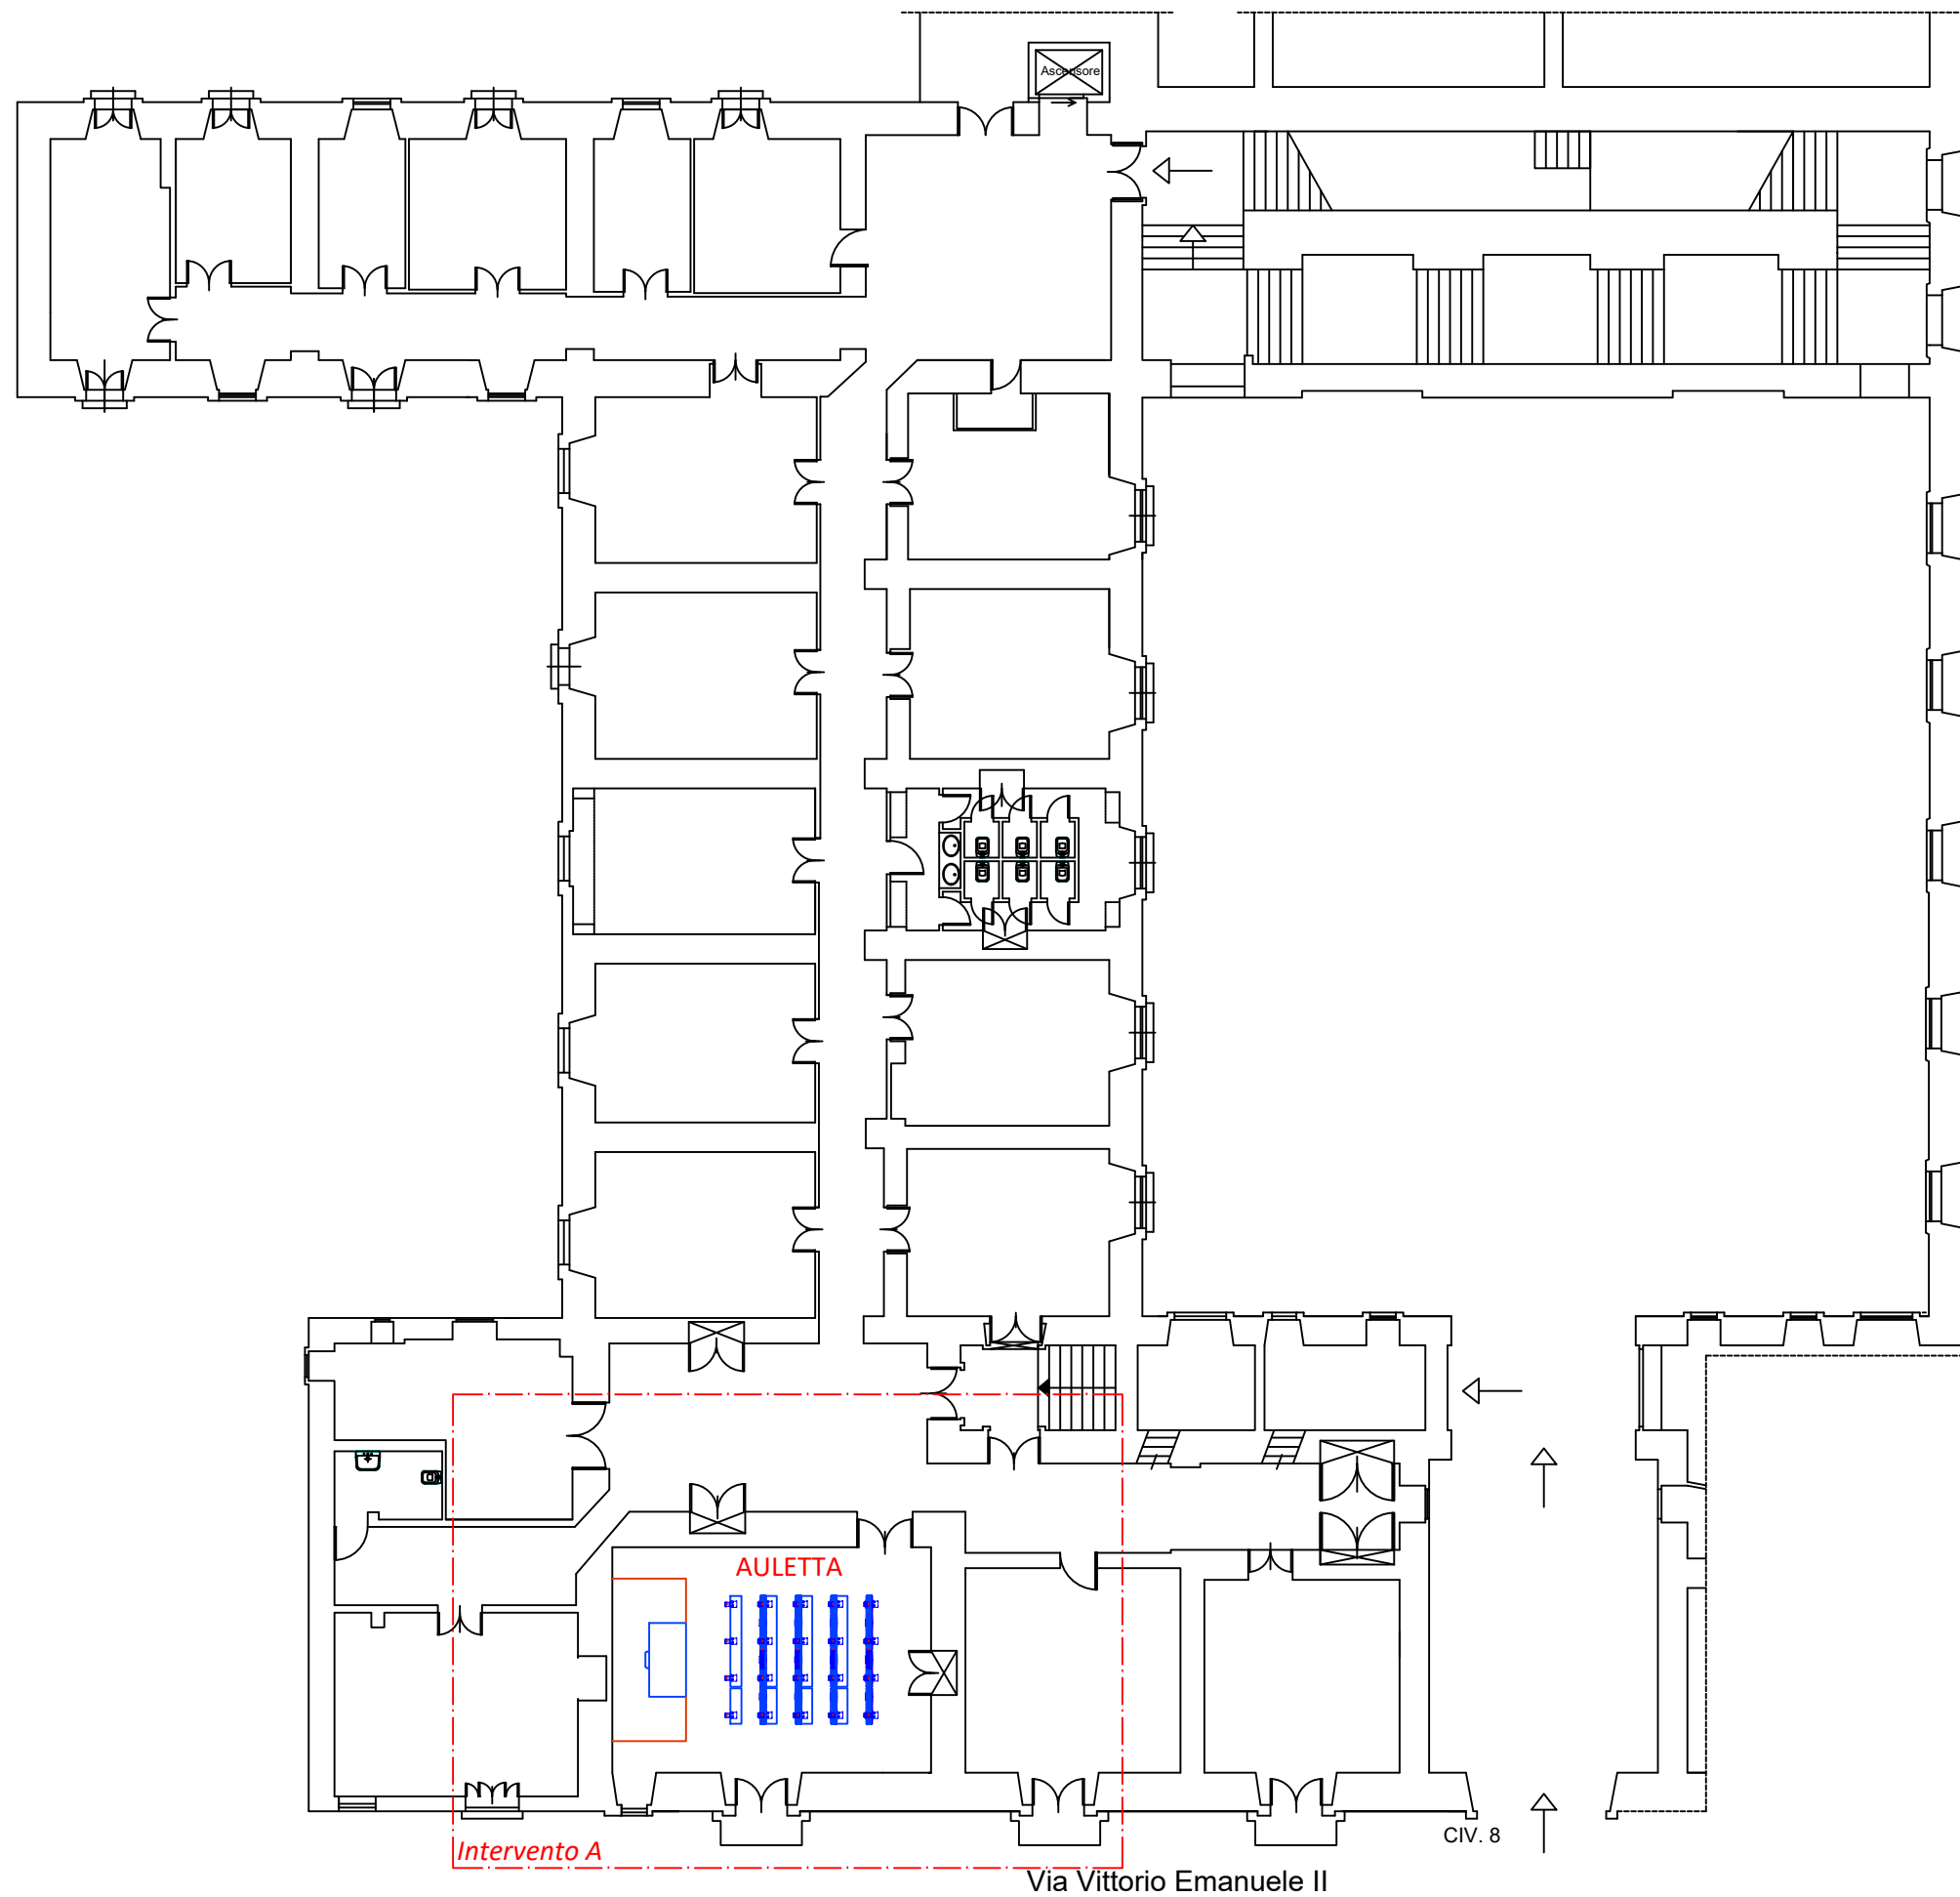 Ascensore
AULETTA
CIV. 8
Intervento A
Via Vittorio Emanuele II